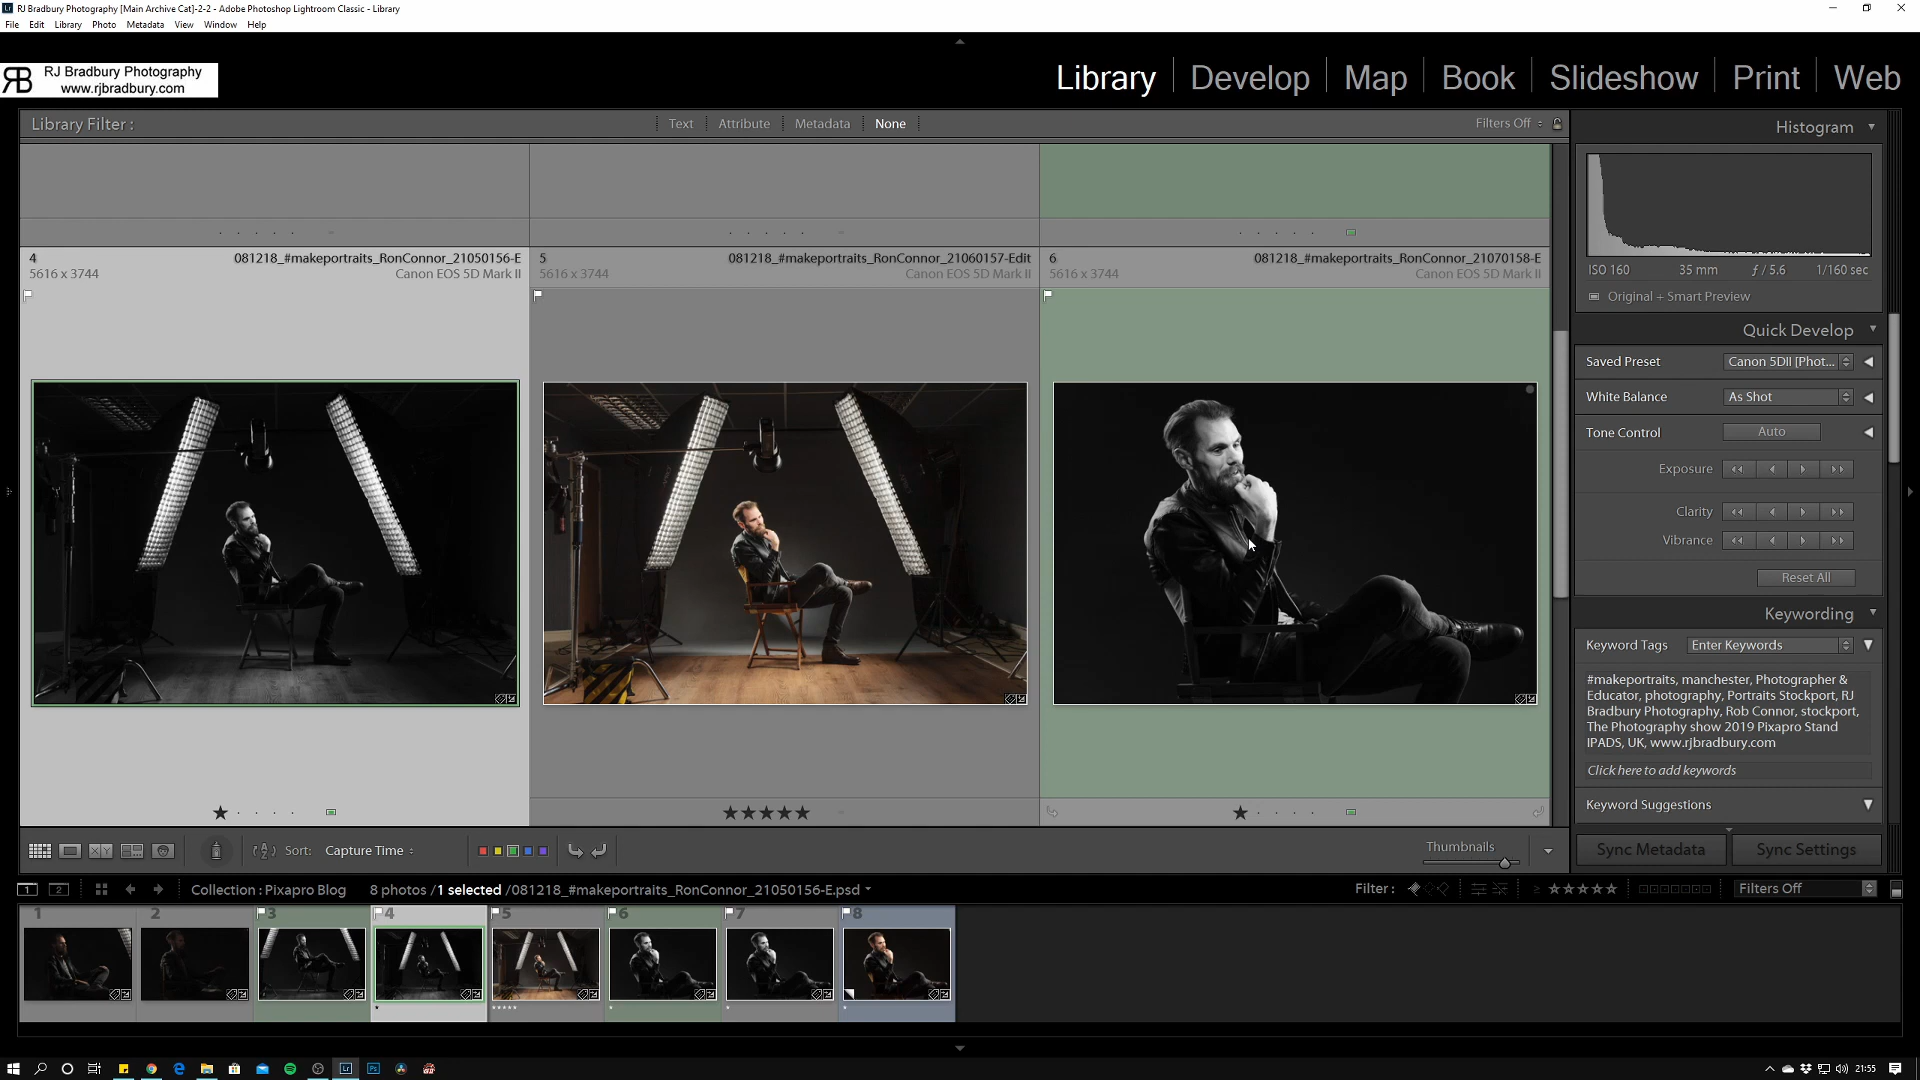 RJ Bradbury Photography [Main Archive Cat]-2-2 - Adobe Photoshop Lightroom Classic - Library
File Edit Library Photo Metadata View Window Help
RJ Bradbury Photography
www.rjbradbury.com
Library Develop Map Book Slideshow Print Web
Library Filter : Text Attribute Metadata None Filters Off
Histogram
4 081218_#makeportraits_RonConnor_21050156-E
5616 x 3744 Canon EOS 5D Mark II
5 081218_#makeportraits_RonConnor_21060157-Edit
5616 x 3744 Canon EOS 5D Mark II
6 081218_#makeportraits_RonConnor_21070158-E
5616 x 3744 Canon EOS 5D Mark II
ISO 160 35 mm ƒ / 5.6 1/160 sec
Original + Smart Preview
Quick Develop
Saved Preset Canon 5DII [Phot...
White Balance As Shot
Tone Control Auto
Exposure
Clarity
Vibrance
Reset All
Keywording
Keyword Tags Enter Keywords
#makeportraits, manchester, Photographer &
Educator, photography, Portraits Stockport, RJ
Bradbury Photography, Rob Connor, stockport,
The Photography show 2019 Pixapro Stand
IPADS, UK, www.rjbradbury.com
Click here to add keywords
Keyword Suggestions
Sort: Capture Time
Thumbnails
Sync Metadata Sync Settings
1 2 Collection : Pixapro Blog 8 photos / 1 selected / 081218_#makeportraits_RonConnor_21050156-E.psd
Filter : Filters Off
1 2 3 4 5 6 7 8
21:55